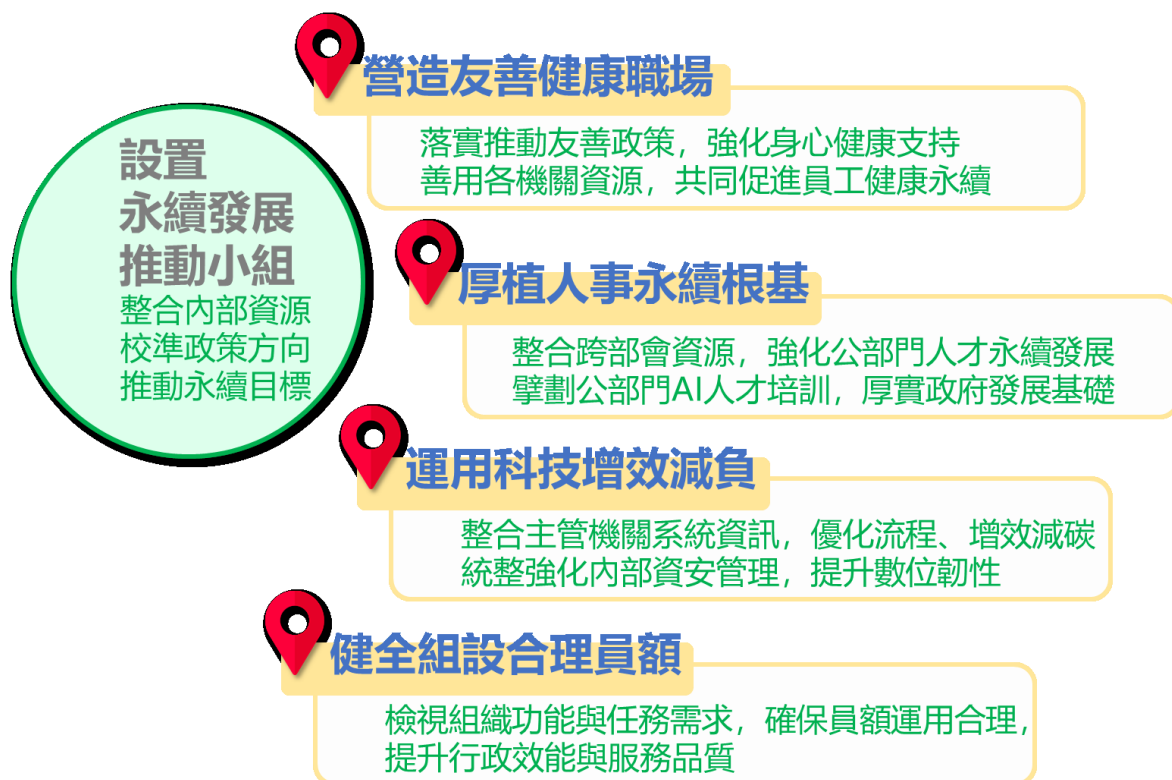 設置
永續發展
推動小組
整合內部資源
校準政策方向
推動永續目標
營造友善健康職場
落實推動友善政策，強化身心健康支持
善用各機關資源，共同促進員工健康永續
厚植人事永續根基
整合跨部會資源，強化公部門人才永續發展
擘劃公部門AI人才培訓，厚實政府發展基礎
運用科技增效減負
整合主管機關系統資訊，優化流程、增效減碳
統整強化內部資安管理，提升數位韌性
健全組設合理員額
檢視組織功能與任務需求，確保員額運用合理，
提升行政效能與服務品質